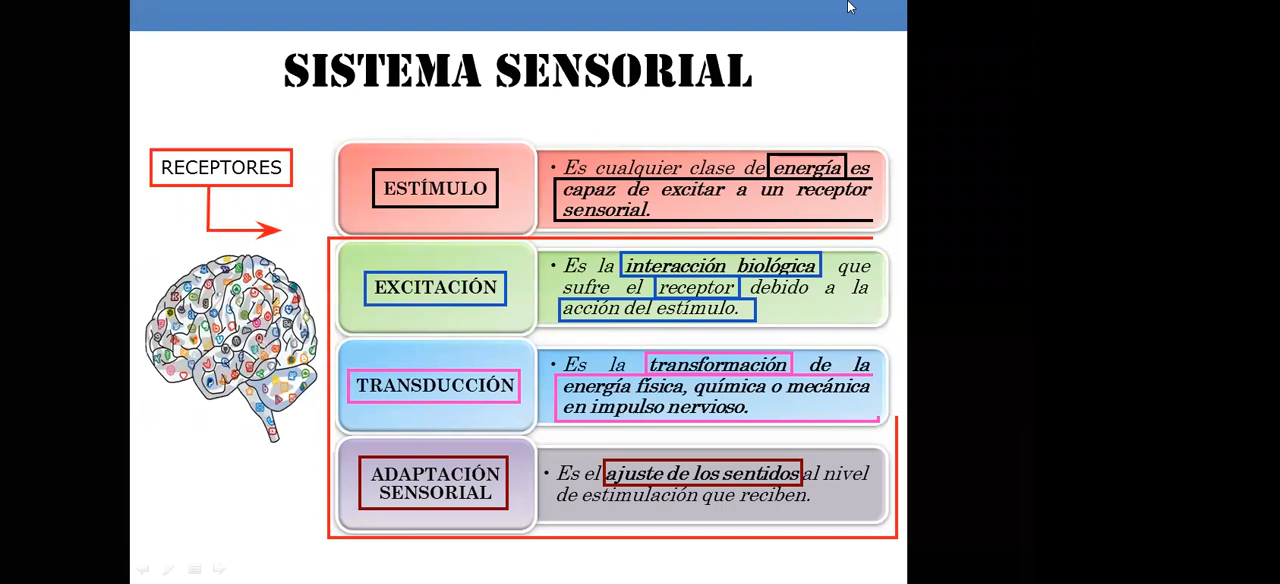 SISTEMA SENSORIAL
RECEPTORES
ESTÍMULO
• Es cualquier clase de energía es
capaz de excitar a un receptor
sensorial.
EXCITACIÓN
• Es la interacción biológica que
sufre el receptor debido a la
acción del estímulo.
TRANSDUCCIÓN
• Es la transformación de la
energía física, química o mecánica
en impulso nervioso.
ADAPTACIÓN
SENSORIAL
• Es el ajuste de los sentidos al nivel
de estimulación que reciben.